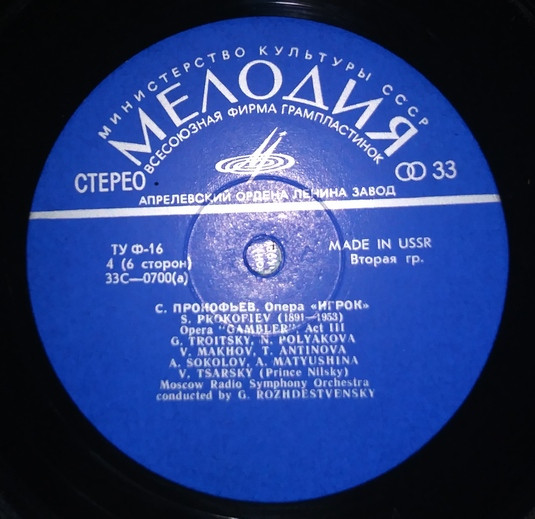 МИНИСТЕРСТВО КУЛЬТУРЫ СССР
МЕЛОДИЯ
ВСЕСОЮЗНАЯ ФИРМА ГРАМПЛАСТИНОК
СТЕРЕО
33
АПРЕЛЕВСКИЙ ОРДЕНА ЛЕНИНА ЗАВОД
ТУ Ф-16
4 (6 сторон)
33С—0700(а)
MADE IN USSR
Вторая гр.
С. ПРОКОФЬЕВ. Опера «ИГРОК»
S. PROKOFIEV (1891—1953)
Opera "GAMBLER". Act III
G. TROITSKY, N. POLYAKOVA
V. MAKHOV, T. ANTINOVA
A. SOKOLOV, A. MATYUSHINA
V. TSARSKY (Prince Nilsky)
Moscow Radio Symphony Orchestra
conducted by G. ROZHDESTVENSKY